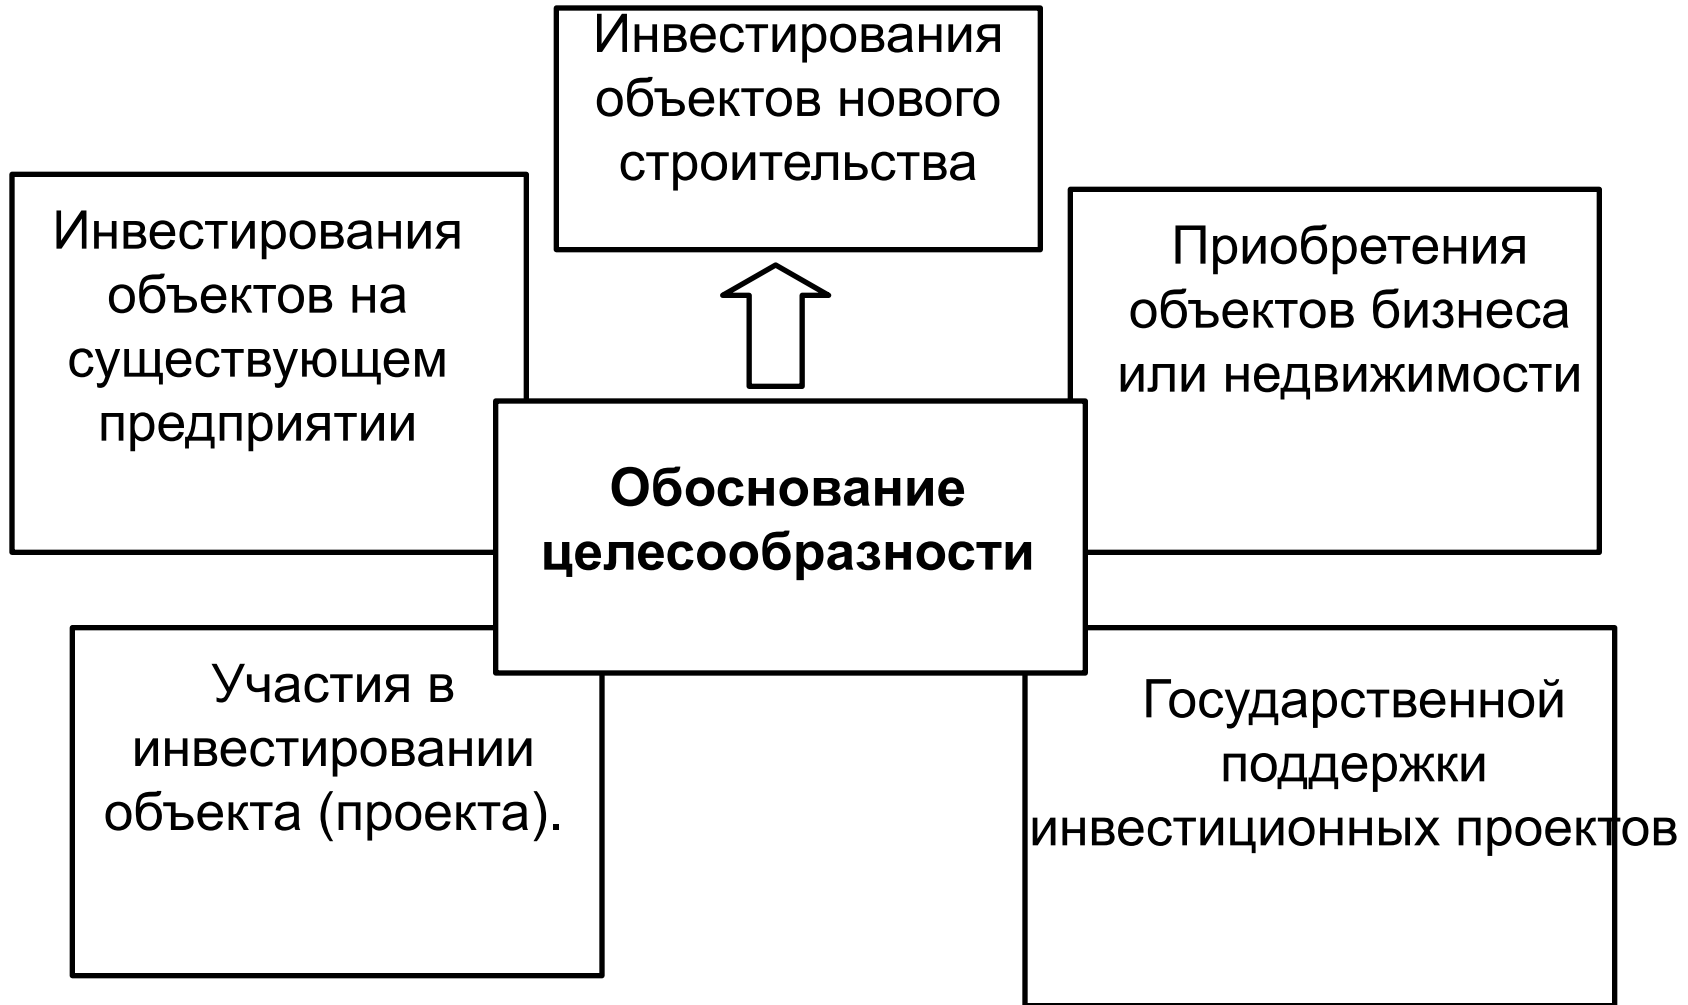 Инвестирования
объектов нового
строительства
Инвестирования
объектов на
существующем
предприятии
Приобретения
объектов бизнеса
или недвижимости
Обоснование
целесообразности
Участия в
инвестировании
объекта (проекта).
Государственной
поддержки
инвестиционных проектов